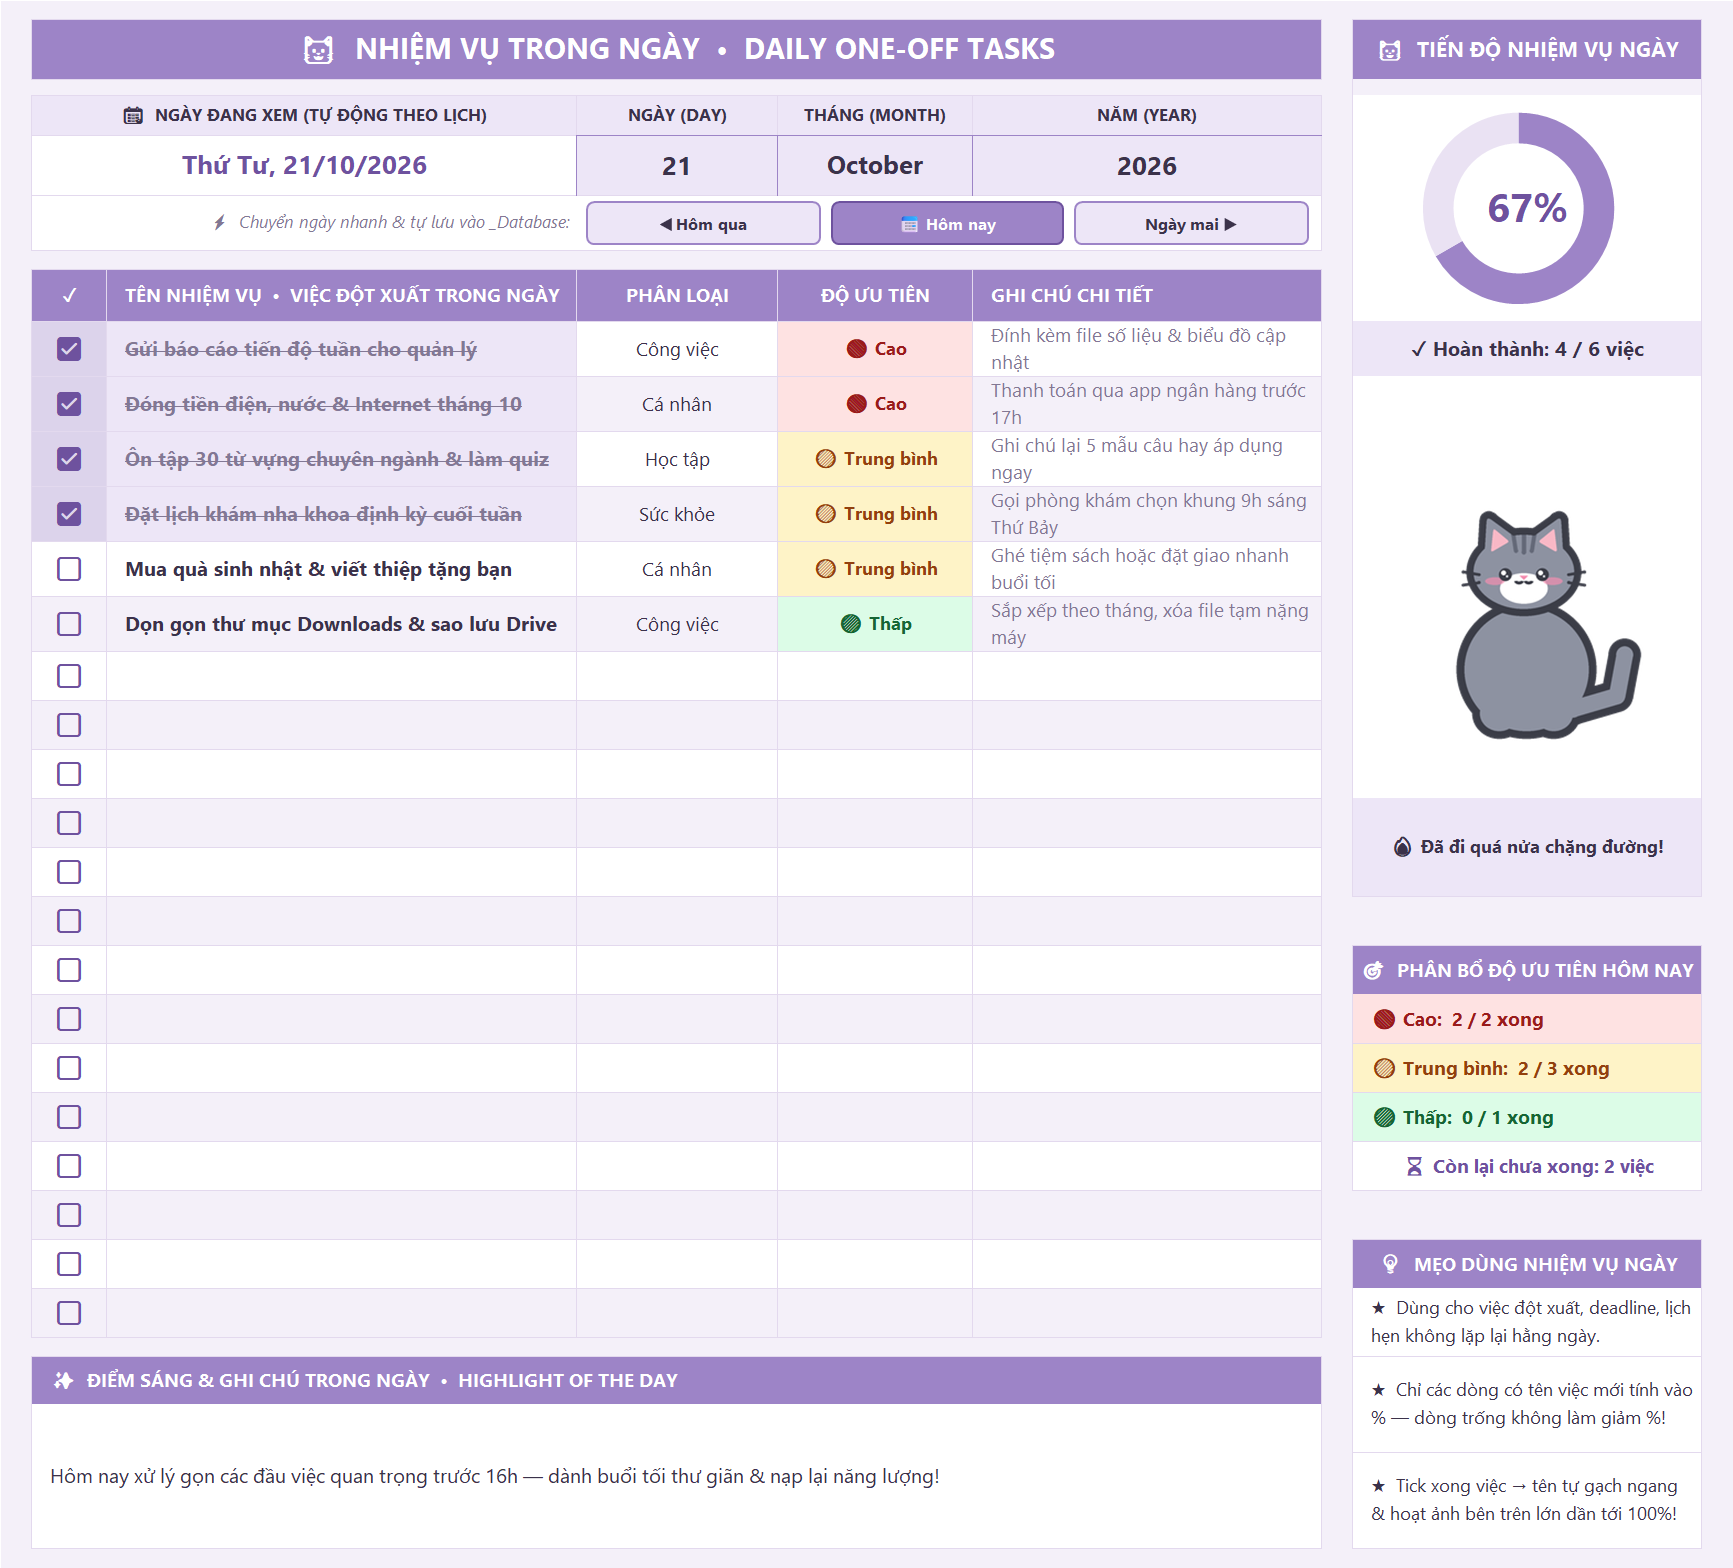 NHIỆM VỤ TRONG NGÀY • DAILY ONE-OFF TASKS
NGÀY ĐANG XEM (TỰ ĐỘNG THEO LỊCH)
NGÀY (DAY)
THÁNG (MONTH)
NĂM (YEAR)
Thứ Tư, 21/10/2026
21
October
2026
Chuyển ngày nhanh & tự lưu vào _Database:
◀ Hôm qua
Hôm nay
Ngày mai ▶
✓
TÊN NHIỆM VỤ • VIỆC ĐỘT XUẤT TRONG NGÀY
PHÂN LOẠI
ĐỘ ƯU TIÊN
GHI CHÚ CHI TIẾT
Gửi báo cáo tiến độ tuần cho quản lý
Công việc
Cao
Đính kèm file số liệu & biểu đồ cập
nhật
Đóng tiền điện, nước & Internet tháng 10
Cá nhân
Cao
Thanh toán qua app ngân hàng trước
17h
Ôn tập 30 từ vựng chuyên ngành & làm quiz
Học tập
Trung bình
Ghi chú lại 5 mẫu câu hay áp dụng
ngay
Đặt lịch khám nha khoa định kỳ cuối tuần
Sức khỏe
Trung bình
Gọi phòng khám chọn khung 9h sáng
Thứ Bảy
Mua quà sinh nhật & viết thiệp tặng bạn
Cá nhân
Trung bình
Ghé tiệm sách hoặc đặt giao nhanh
buổi tối
Dọn gọn thư mục Downloads & sao lưu Drive
Công việc
Thấp
Sắp xếp theo tháng, xóa file tạm nặng
máy
ĐIỂM SÁNG & GHI CHÚ TRONG NGÀY • HIGHLIGHT OF THE DAY
Hôm nay xử lý gọn các đầu việc quan trọng trước 16h — dành buổi tối thư giãn & nạp lại năng lượng!
TIẾN ĐỘ NHIỆM VỤ NGÀY
67%
✓ Hoàn thành: 4 / 6 việc
Đã đi quá nửa chặng đường!
PHÂN BỔ ĐỘ ƯU TIÊN HÔM NAY
Cao: 2 / 2 xong
Trung bình: 2 / 3 xong
Thấp: 0 / 1 xong
Còn lại chưa xong: 2 việc
MẸO DÙNG NHIỆM VỤ NGÀY
★ Dùng cho việc đột xuất, deadline, lịch
hẹn không lặp lại hằng ngày.
★ Chỉ các dòng có tên việc mới tính vào
% — dòng trống không làm giảm %!
★ Tick xong việc → tên tự gạch ngang
& hoạt ảnh bên trên lớn dần tới 100%!